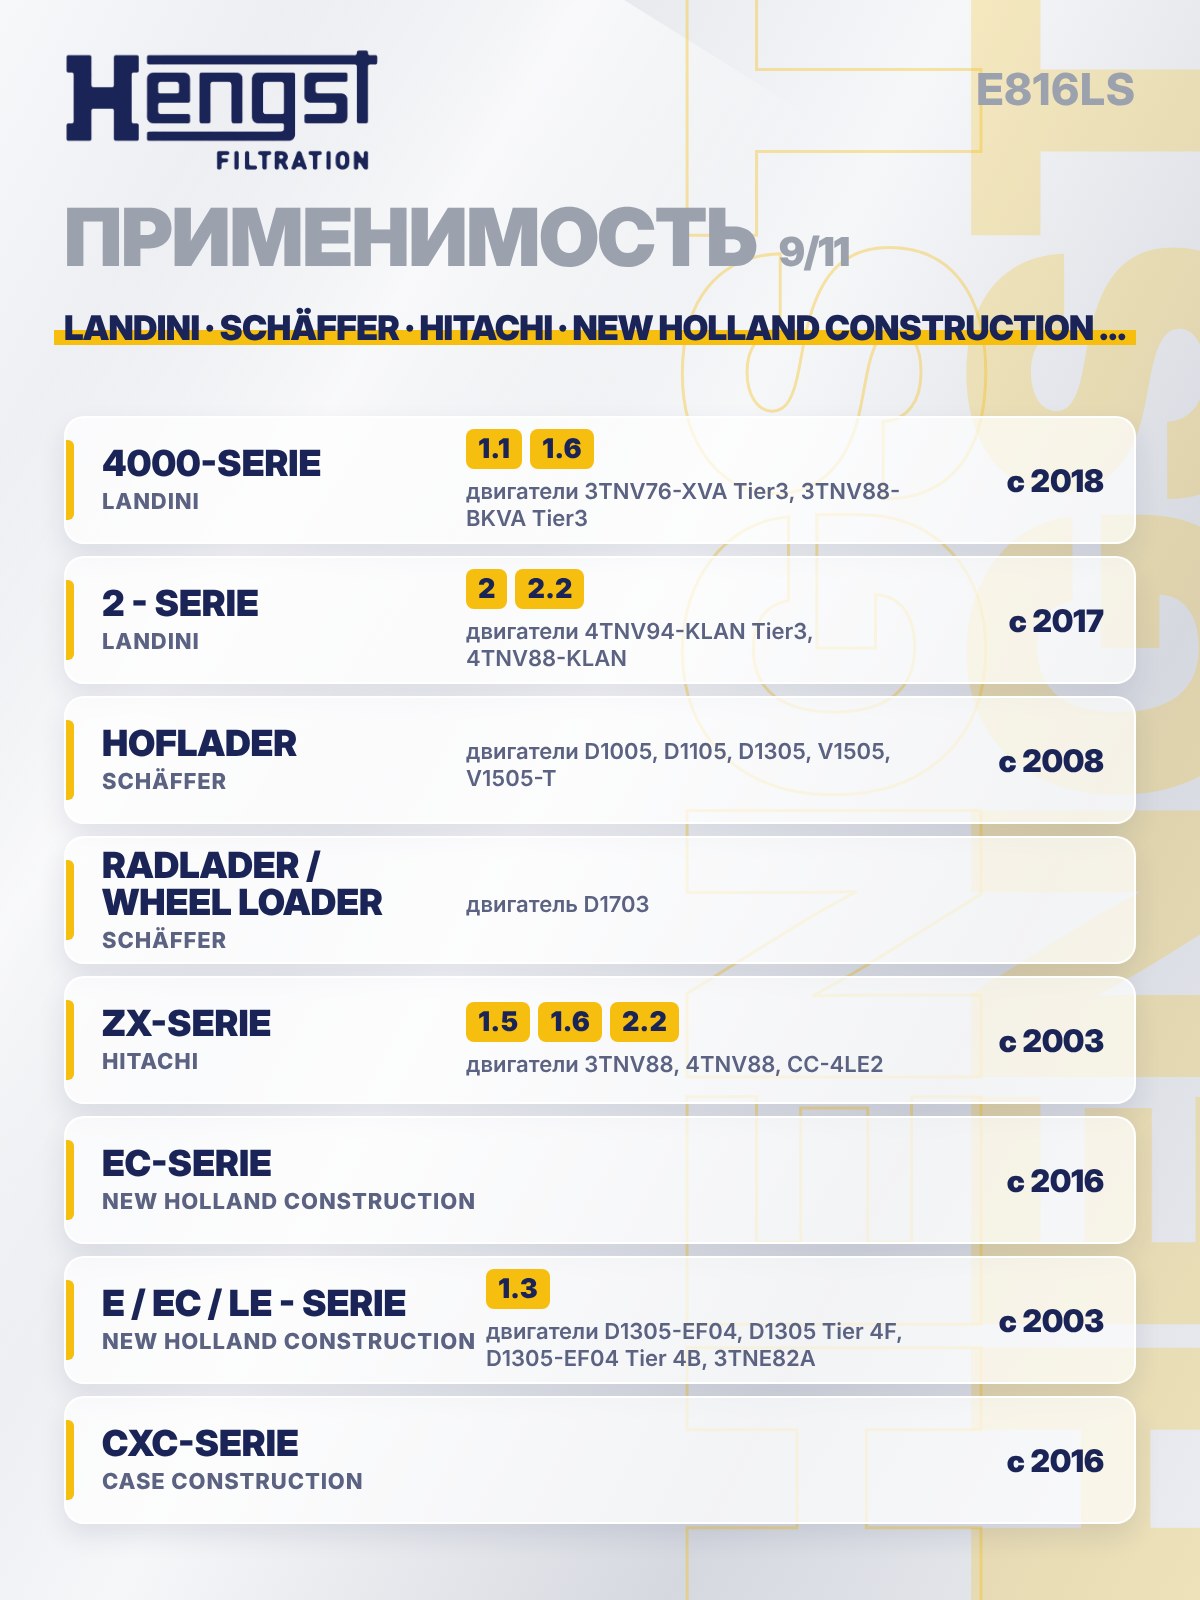 Hengst
FILTRATION
E816LS
ПРИМЕНИМОСТЬ 9/11
LANDINI · SCHÄFFER · HITACHI · NEW HOLLAND CONSTRUCTION ...
4000-SERIE
LANDINI
1.1 1.6
двигатели 3TNV76-XVA Tier3, 3TNV88-
BKVA Tier3
с 2018
2 - SERIE
LANDINI
2 2.2
двигатели 4TNV94-KLAN Tier3,
4TNV88-KLAN
с 2017
HOFLADER
SCHÄFFER
двигатели D1005, D1105, D1305, V1505,
V1505-T
с 2008
RADLADER /
WHEEL LOADER
SCHÄFFER
двигатель D1703
ZX-SERIE
HITACHI
1.5 1.6 2.2
двигатели 3TNV88, 4TNV88, CC-4LE2
с 2003
EC-SERIE
NEW HOLLAND CONSTRUCTION
с 2016
E / EC / LE - SERIE
NEW HOLLAND CONSTRUCTION
1.3
двигатели D1305-EF04, D1305 Tier 4F,
D1305-EF04 Tier 4B, 3TNE82A
с 2003
CXC-SERIE
CASE CONSTRUCTION
с 2016
HENGST
HENGST